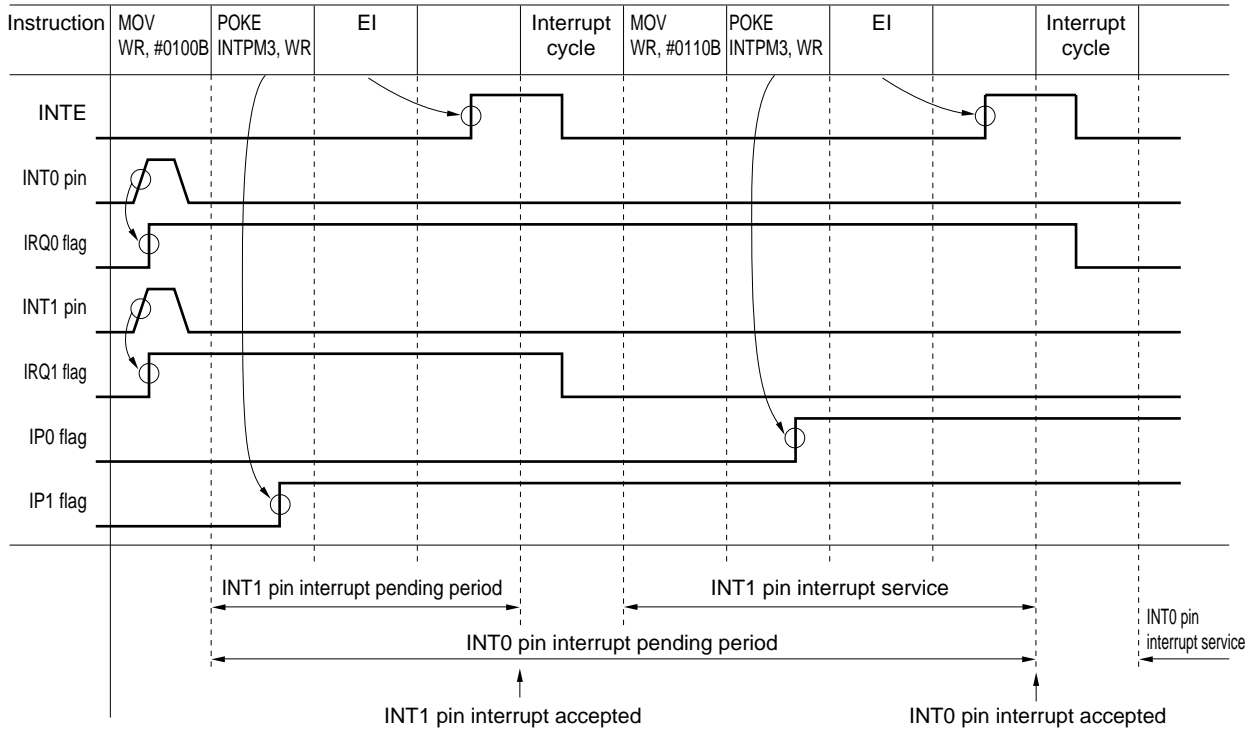 Instruction
MOV
WR, #0100B
POKE
INTPM3, WR
EI
Interrupt
cycle
MOV
WR, #0110B
POKE
INTPM3, WR
EI
Interrupt
cycle
INTE
INT0 pin
IRQ0 flag
INT1 pin
IRQ1 flag
IP0 flag
IP1 flag
INT1 pin interrupt pending period
INT1 pin interrupt service
INT0 pin interrupt pending period
INT0 pin
interrupt service
INT1 pin interrupt accepted
INT0 pin interrupt accepted